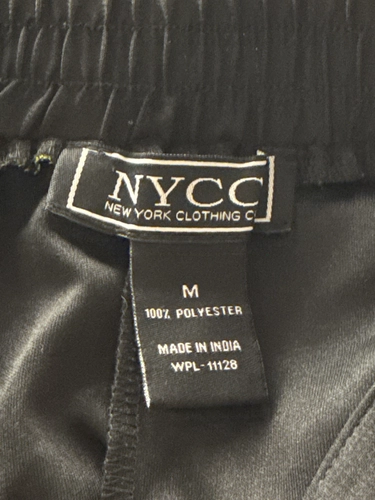 NYCC
NEW YORK CLOTHING C
M
100% POLYESTER
MADE IN INDIA
WPL-11128